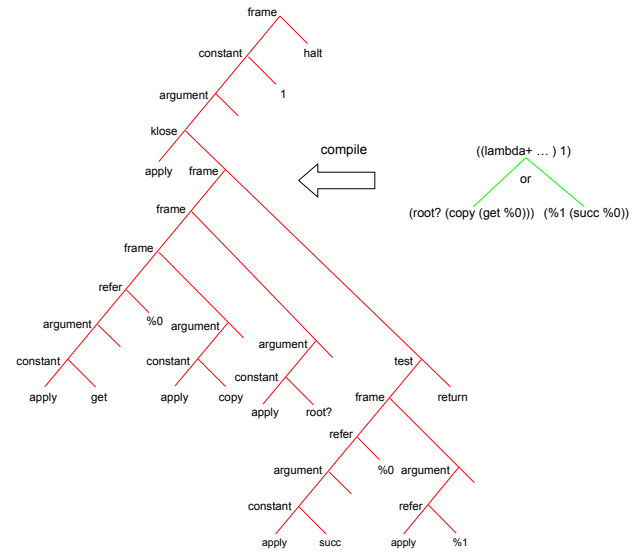 frame
constant
halt
argument
1
klose
compile
((lambda+ … ) 1)
apply
frame
or
frame
(root? (copy (get %0))) (%1 (succ %0))
frame
refer
argument
%0
argument
argument
constant
constant
test
constant
apply
get
apply
copy
apply
root?
frame
return
refer
argument
%0
argument
constant
refer
apply
succ
apply
%1